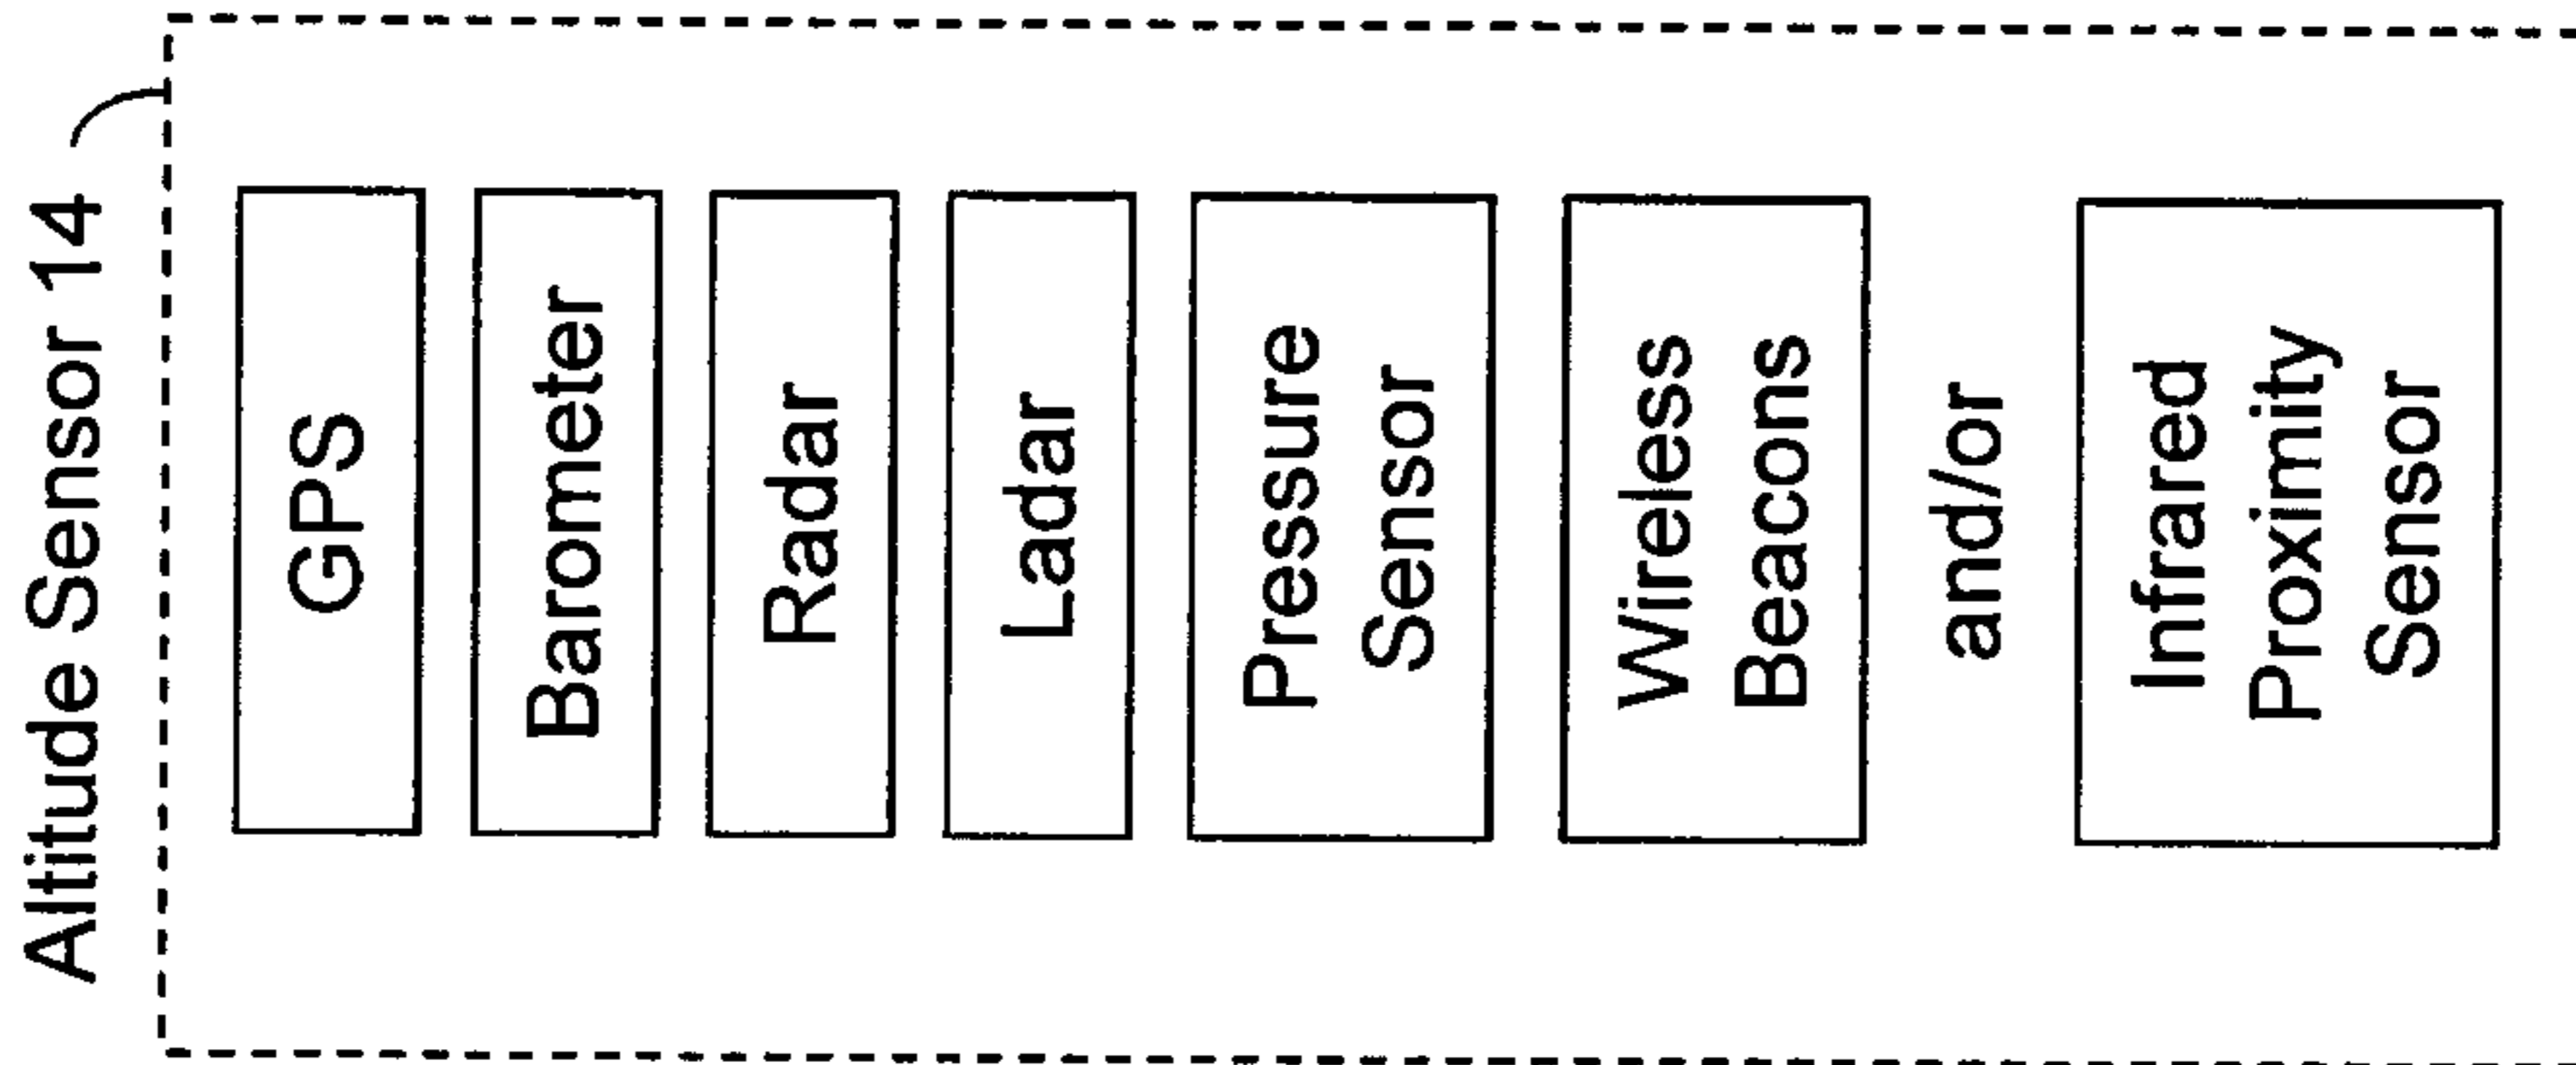 Altitude Sensor 14
GPS
Barometer
Radar
Ladar
Pressure
Sensor
Wireless
Beacons
and/or
Infrared
Proximity
Sensor